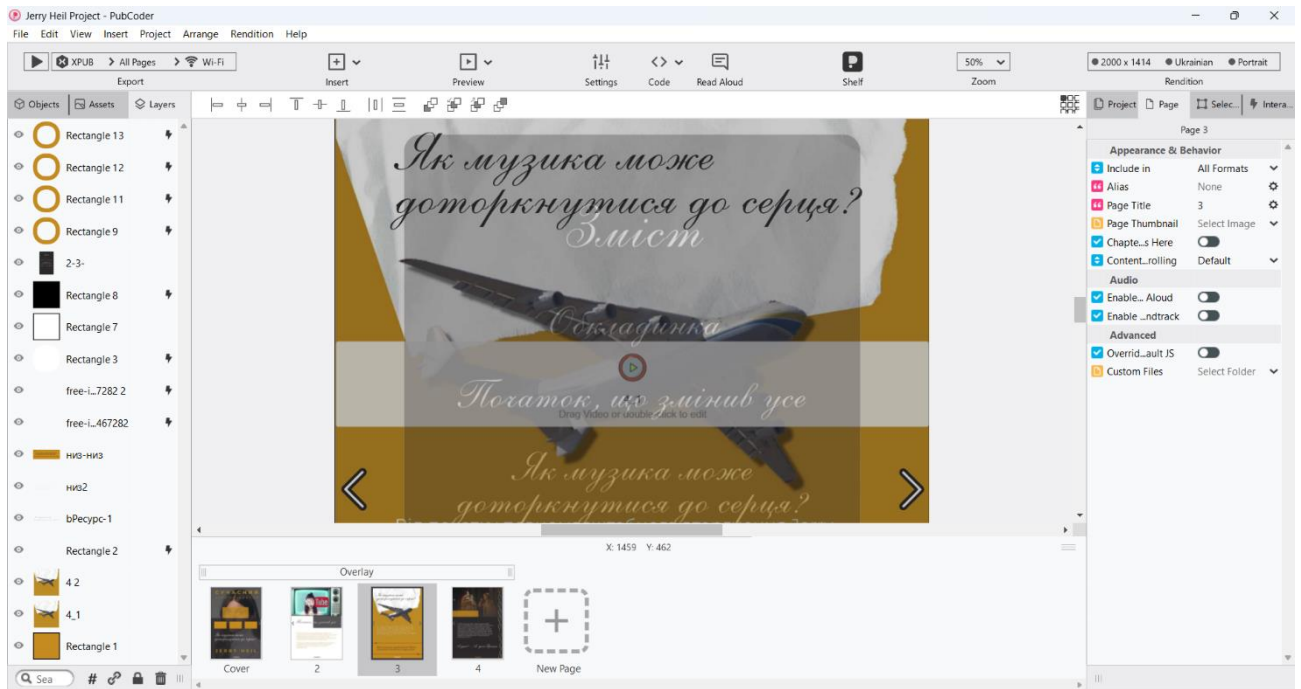 Jerry Heil Project - PubCoder
File Edit View Insert Project Arrange Rendition Help
XPUB > All Pages > Wi-Fi
Export
Insert
Preview
Settings
Code
Read Aloud
Shelf
50%
Zoom
2000 x 1414 Ukrainian Portrait
Rendition
Objects Assets Layers
Project Page Selec... Intera...
Rectangle 13
Rectangle 12
Rectangle 11
Rectangle 9
2-3-
Rectangle 8
Rectangle 7
Rectangle 3
free-i...7282 2
free-i...467282
низ-низ
низ2
bРесурс-1
Rectangle 2
4 2
4_1
Rectangle 1
Sea
#
Як музика може
доторкнутися до серця?
Зміст
Обкладинка
Початок, що змінив усе
Drag Video or double click to edit
Як музика може
доторкнутися до серця?
X: 1459 Y: 462
Overlay
Cover
2
3
4
New Page
Page 3
Appearance & Behavior
Include in All Formats
Alias None
Page Title 3
Page Thumbnail Select Image
Chapte...s Here
Content...rolling Default
Audio
Enable... Aloud
Enable ...ndtrack
Advanced
Overrid...ault JS
Custom Files Select Folder